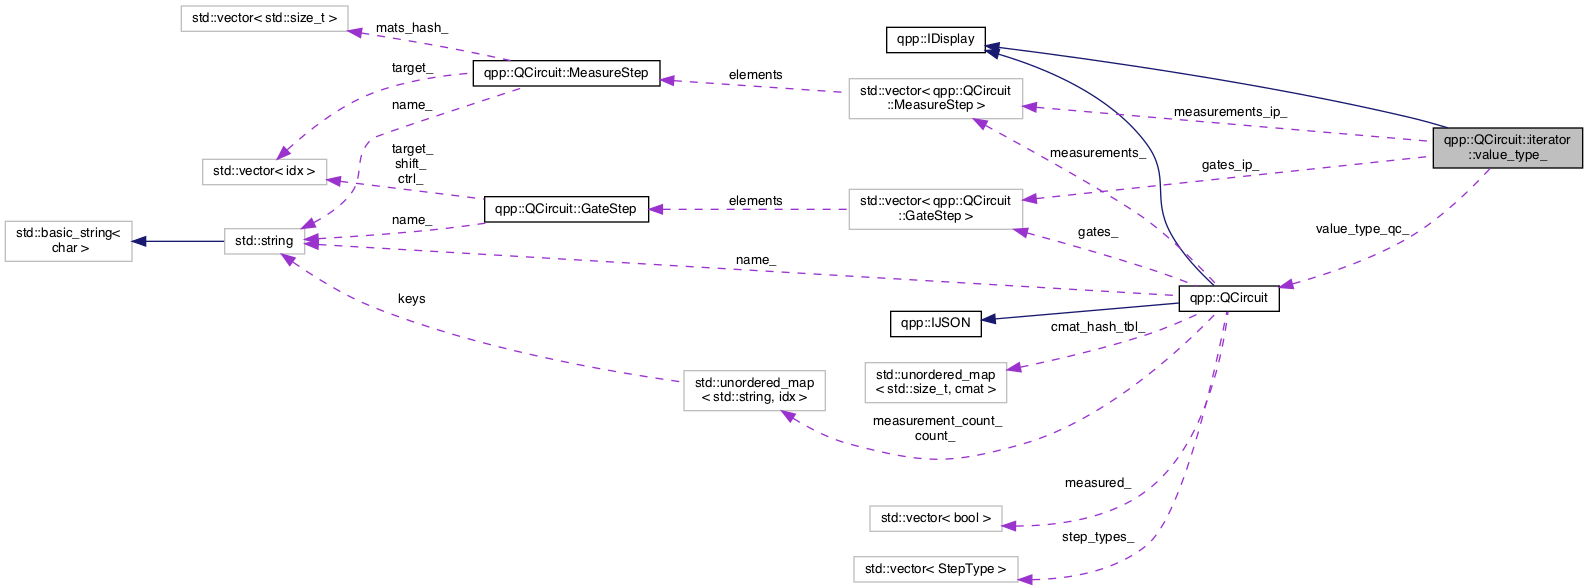 std::vector< std::size_t >
mats_hash_
qpp::IDisplay
target_
qpp::QCircuit::MeasureStep
elements
std::vector< qpp::QCircuit
::MeasureStep >
name_
measurements_ip_
qpp::QCircuit::iterator
::value_type_
target_
shift_
ctrl_
measurements_
std::vector< idx >
gates_ip_
qpp::QCircuit::GateStep
elements
std::vector< qpp::QCircuit
::GateStep >
name_
gates_
value_type_qc_
std::basic_string<
char >
std::string
name_
qpp::QCircuit
keys
qpp::IJSON
cmat_hash_tbl_
std::unordered_map
< std::string, idx >
std::unordered_map
< std::size_t, cmat >
measurement_count_
count_
measured_
std::vector< bool >
step_types_
std::vector< StepType >